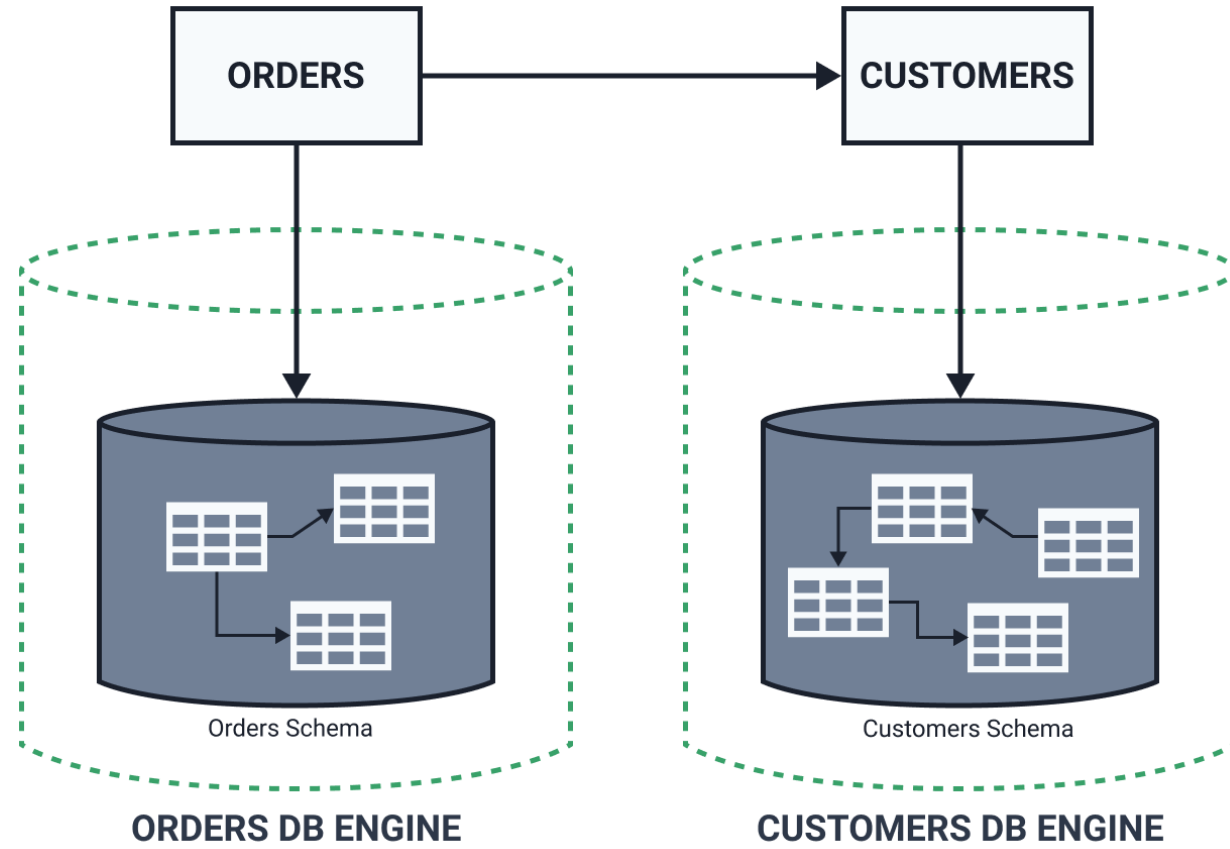 ORDERS
CUSTOMERS
Orders Schema
Customers Schema
ORDERS DB ENGINE
CUSTOMERS DB ENGINE